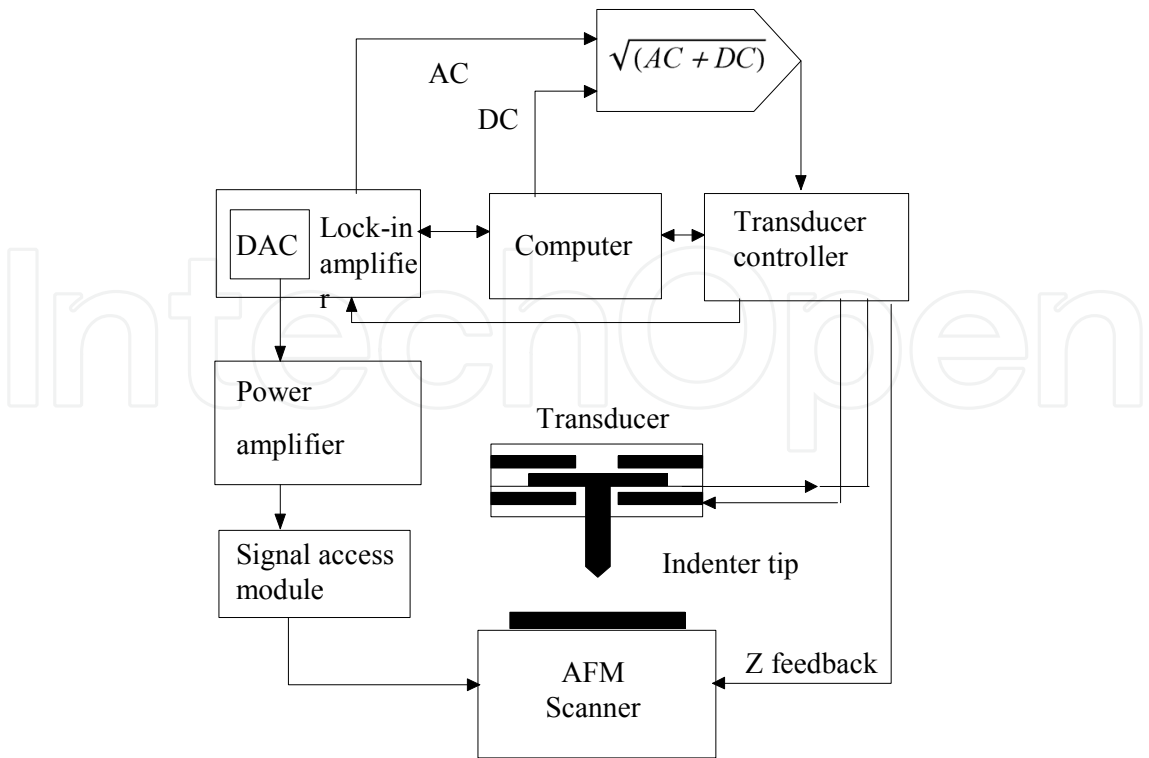 √(AC + DC)
AC
DC
DAC
Lock-in
amplifie
r
Computer
Transducer
controller
Power
amplifier
Transducer
Signal access
module
Indenter tip
AFM
Scanner
Z feedback
IntechOpen